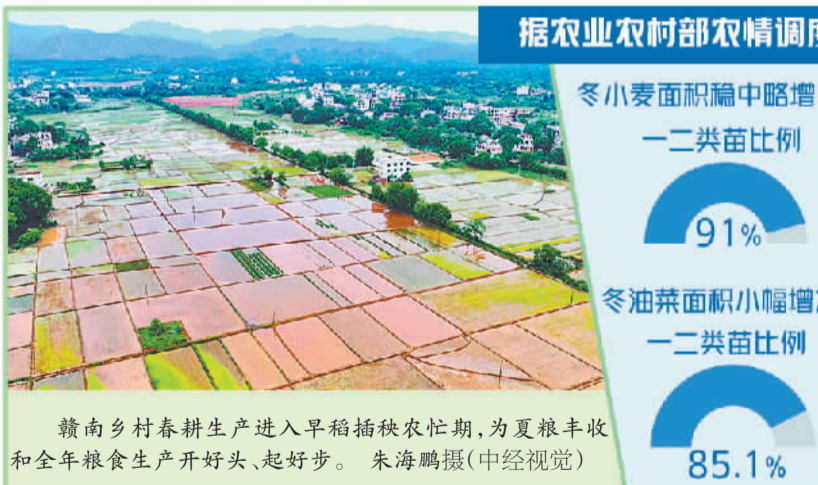 据农业农村部农情调度
冬小麦面积稳中略增
一二类苗比例
91%
冬油菜面积小幅增
一二类苗比例
85.1%
赣南乡村春耕生产进入早稻插秧农忙期,为夏粮丰收
和全年粮食生产开好头、起好步。 朱海鹏摄(中经视觉)